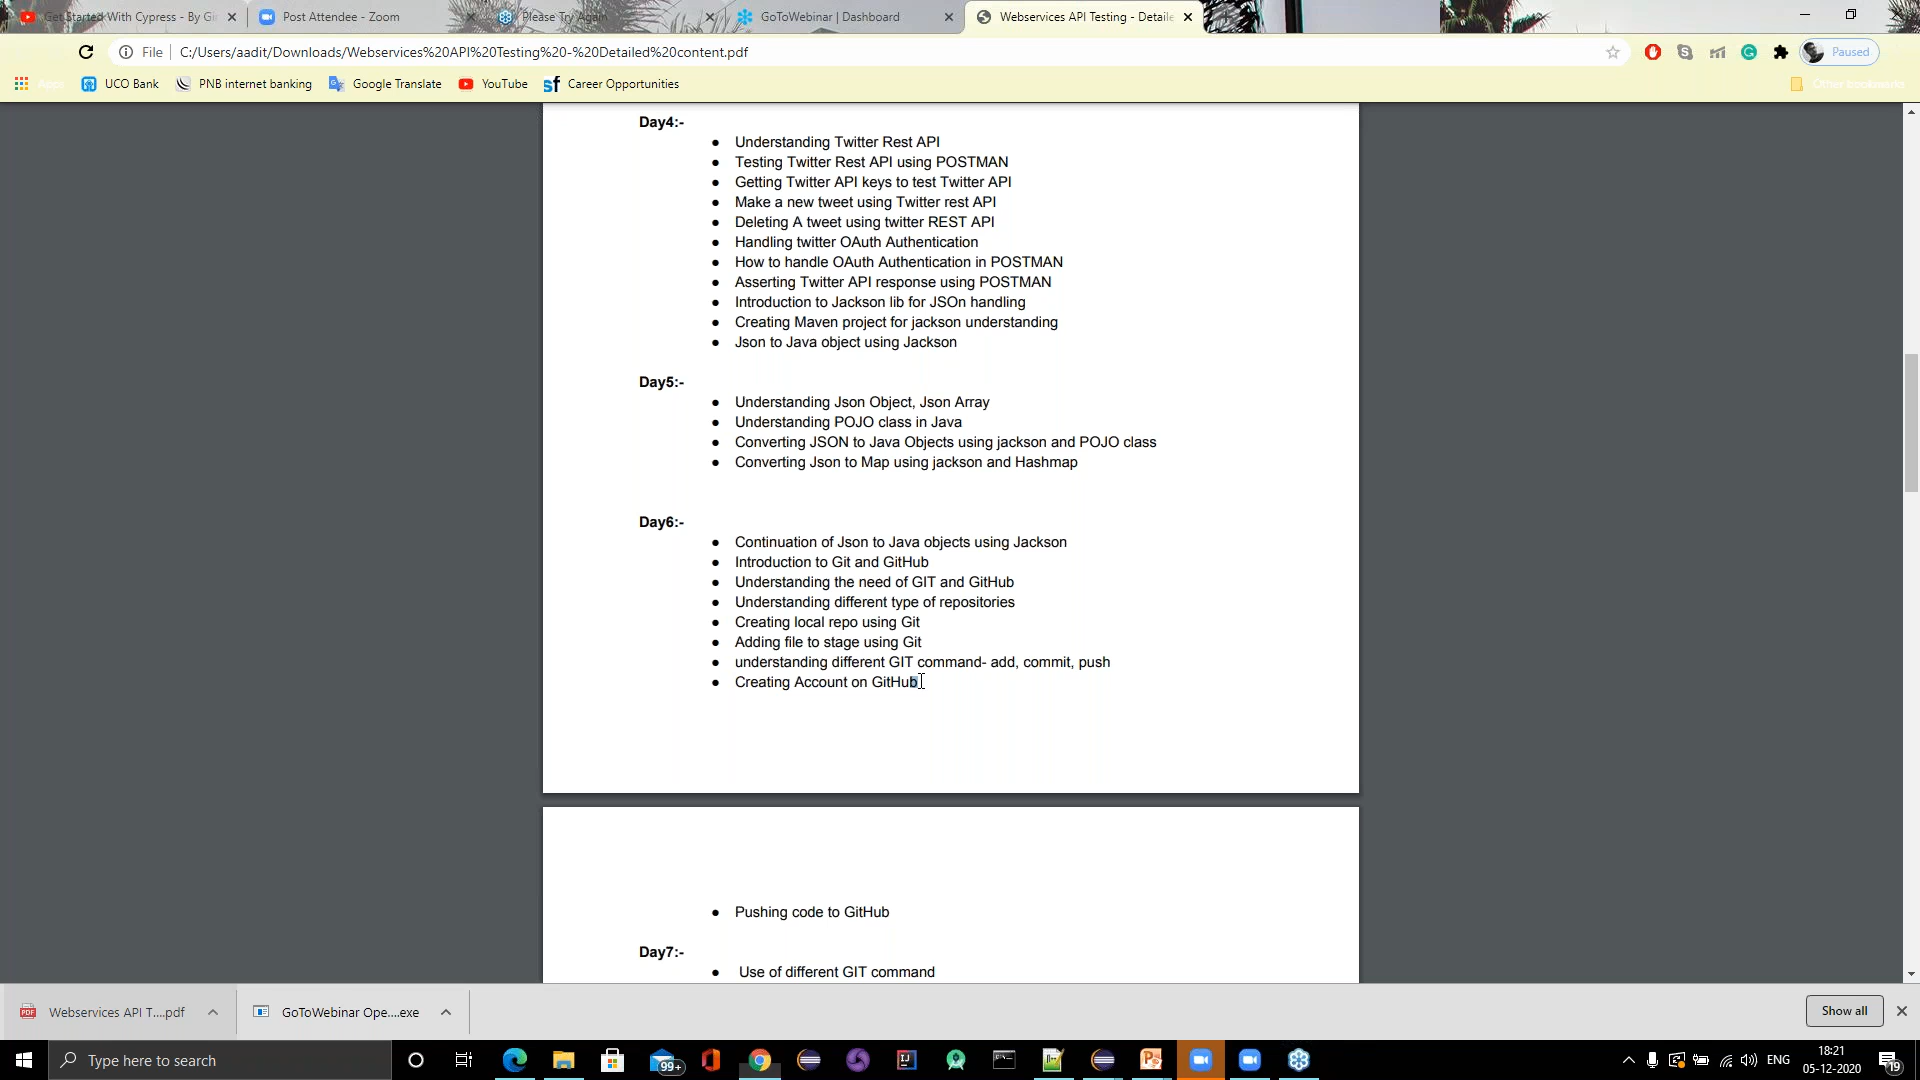 Get Started With Cypress - By Gi
Post Attendee - Zoom
Please Try Again
GoToWebinar | Dashboard
Webservices API Testing - Detaile
File
C:/Users/aadit/Downloads/Webservices%20API%20Testing%20-%20Detailed%20content.pdf
Paused
Apps
UCO Bank
PNB internet banking
Google Translate
YouTube
Career Opportunities
Other bookmarks
Day4:-
● Understanding Twitter Rest API
● Testing Twitter Rest API using POSTMAN
● Getting Twitter API keys to test Twitter API
● Make a new tweet using Twitter rest API
● Deleting A tweet using twitter REST API
● Handling twitter OAuth Authentication
● How to handle OAuth Authentication in POSTMAN
● Asserting Twitter API response using POSTMAN
● Introduction to Jackson lib for JSOn handling
● Creating Maven project for jackson understanding
● Json to Java object using Jackson
Day5:-
● Understanding Json Object, Json Array
● Understanding POJO class in Java
● Converting JSON to Java Objects using jackson and POJO class
● Converting Json to Map using jackson and Hashmap
Day6:-
● Continuation of Json to Java objects using Jackson
● Introduction to Git and GitHub
● Understanding the need of GIT and GitHub
● Understanding different type of repositories
● Creating local repo using Git
● Adding file to stage using Git
● understanding different GIT command- add, commit, push
● Creating Account on GitHub
● Pushing code to GitHub
Day7:-
● Use of different GIT command
Webservices API T....pdf
GoToWebinar Ope....exe
Show all
Type here to search
99+
ENG
18:21
05-12-2020
19